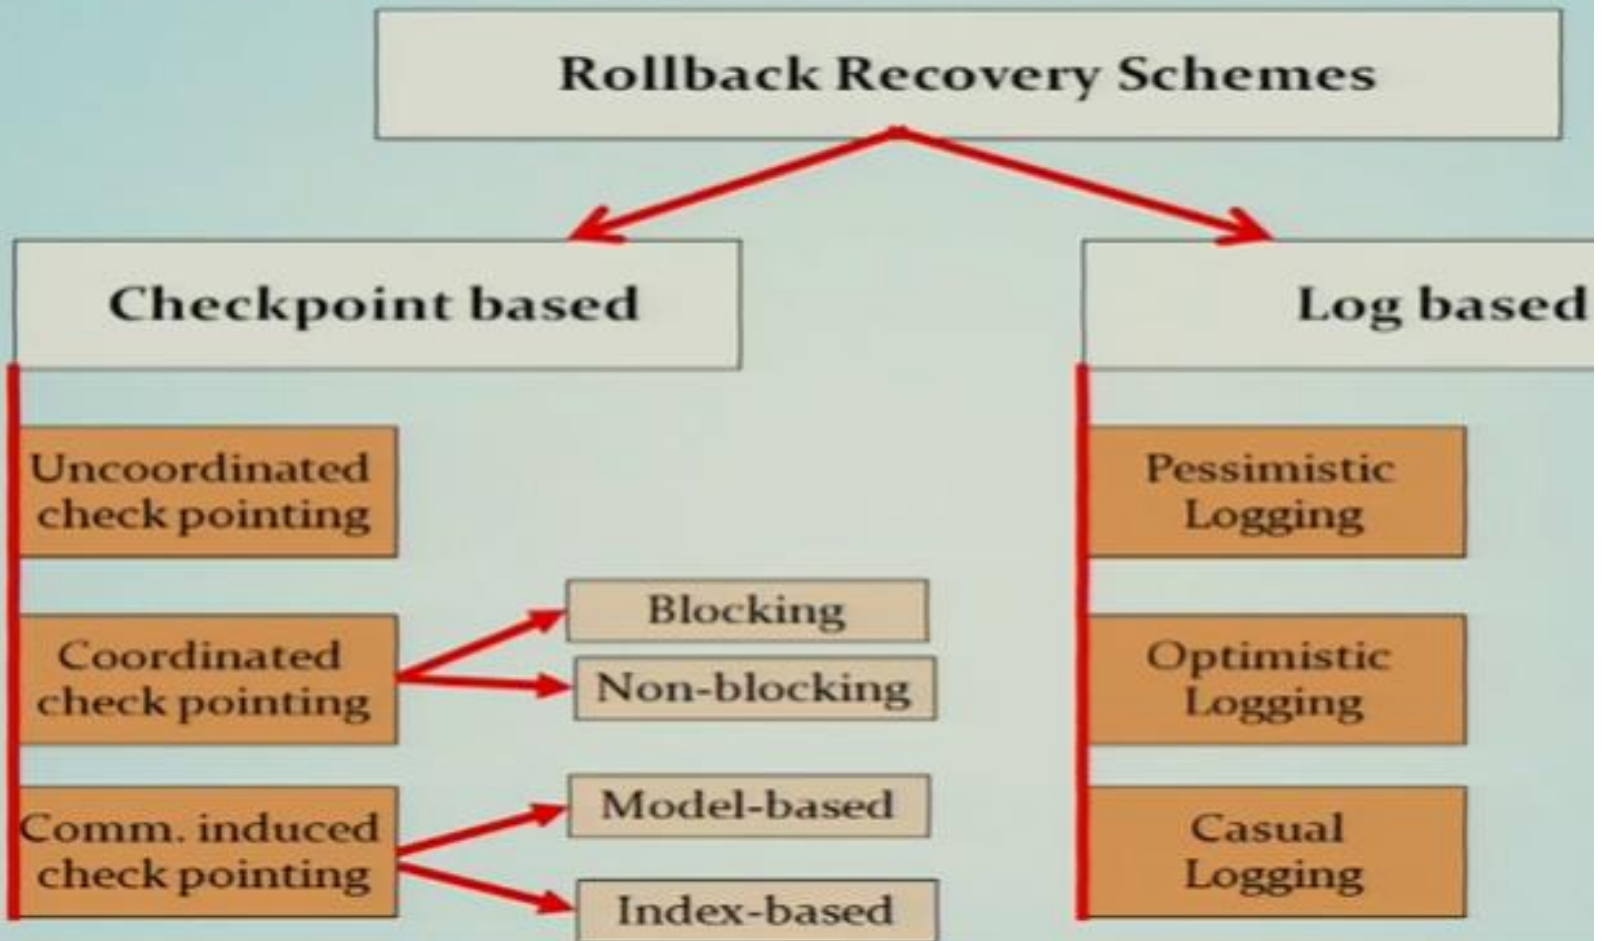 Rollback Recovery Schemes
Checkpoint based
Log based
Uncoordinated
check pointing
Pessimistic
Logging
Blocking
Coordinated
check pointing
Non-blocking
Optimistic
Logging
Model-based
Comm. induced
check pointing
Index-based
Casual
Logging